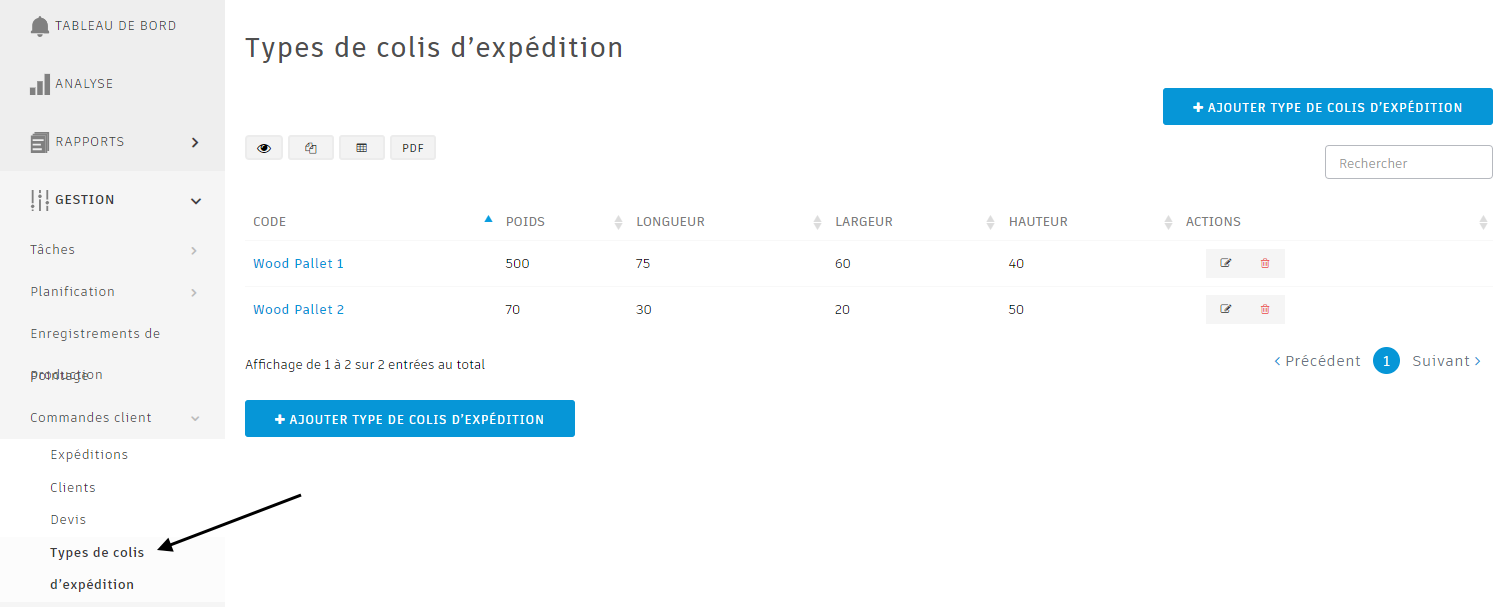 TABLEAU DE BORD
ANALYSE
RAPPORTS
GESTION
Tâches
Planification
Enregistrements de
production
Pointage
Commandes client
Expéditions
Clients
Devis
Types de colis
d’expédition
Types de colis d’expédition
AJOUTER TYPE DE COLIS D’EXPÉDITION
PDF
Rechercher
CODE POIDS LONGUEUR LARGEUR HAUTEUR ACTIONS
Wood Pallet 1 500 75 60 40
Wood Pallet 2 70 30 20 50
Affichage de 1 à 2 sur 2 entrées au total
Précédent 1 Suivant
AJOUTER TYPE DE COLIS D’EXPÉDITION